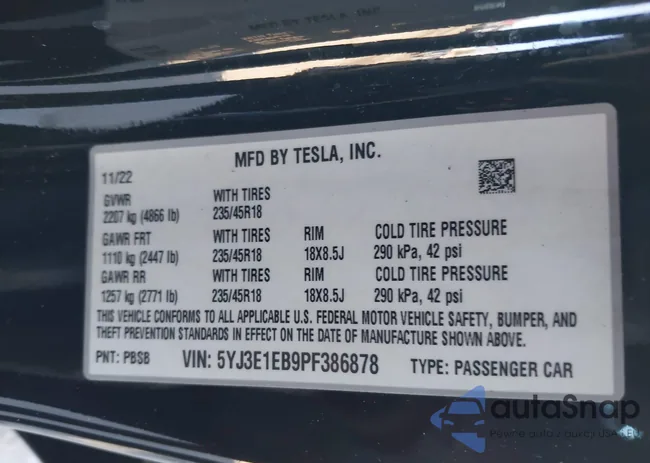 MFD BY TESLA, INC.
11/22
GVWR WITH TIRES
2207 kg (4866 lb) 235/45R18
GAWR FRT WITH TIRES RIM COLD TIRE PRESSURE
1110 kg (2447 lb) 235/45R18 18X8.5J 290 kPa, 42 psi
GAWR RR WITH TIRES RIM COLD TIRE PRESSURE
1257 kg (2771 lb) 235/45R18 18X8.5J 290 kPa, 42 psi
THIS VEHICLE CONFORMS TO ALL APPLICABLE U.S. FEDERAL MOTOR VEHICLE SAFETY, BUMPER, AND
THEFT PREVENTION STANDARDS IN EFFECT ON THE DATE OF MANUFACTURE SHOWN ABOVE.
PNT: PBSB VIN: 5YJ3E1EB9PF386878 TYPE: PASSENGER CAR
autaSnap
Pewne auto z